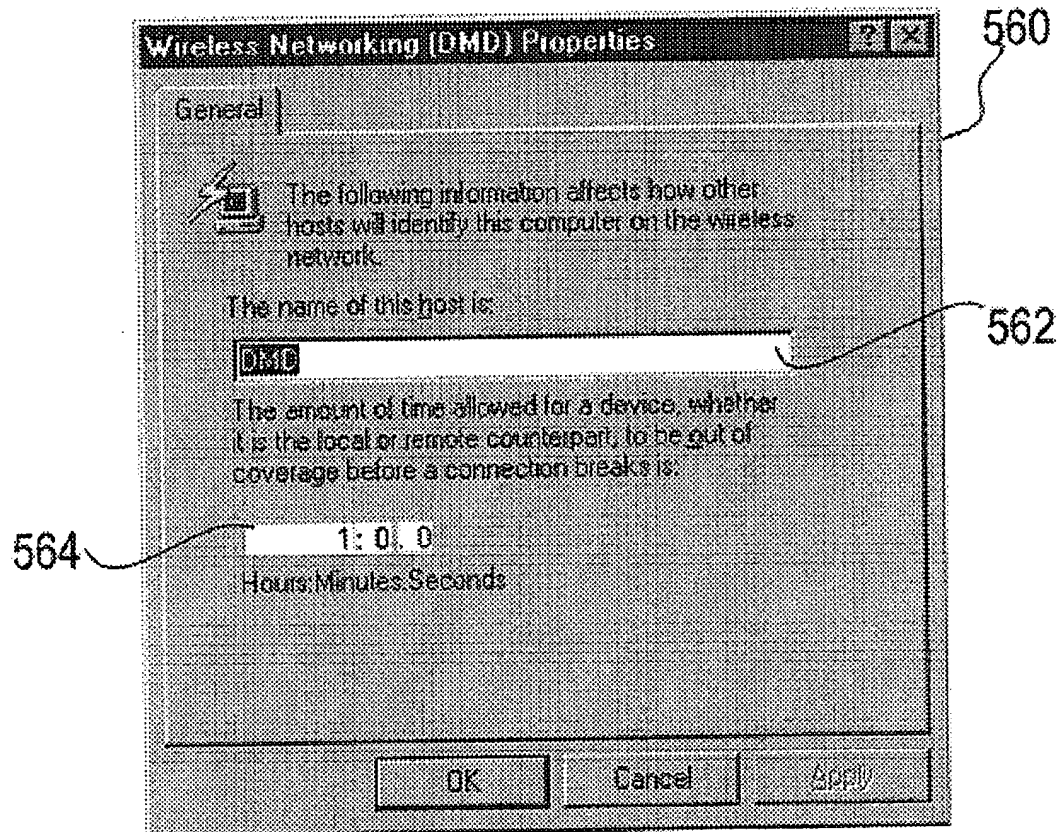 Wireless Networking (DMD) Properties
560
General
The following information affects how other
hosts will identify this computer on the wireless
network.
The name of this host is:
562
DMD
The amount of time allowed for a device, whether
it is the local or remote counterpart, to be out of
coverage before a connection breaks is:
564
1: 0. 0
Hours:Minutes.Seconds
OK Cancel Apply